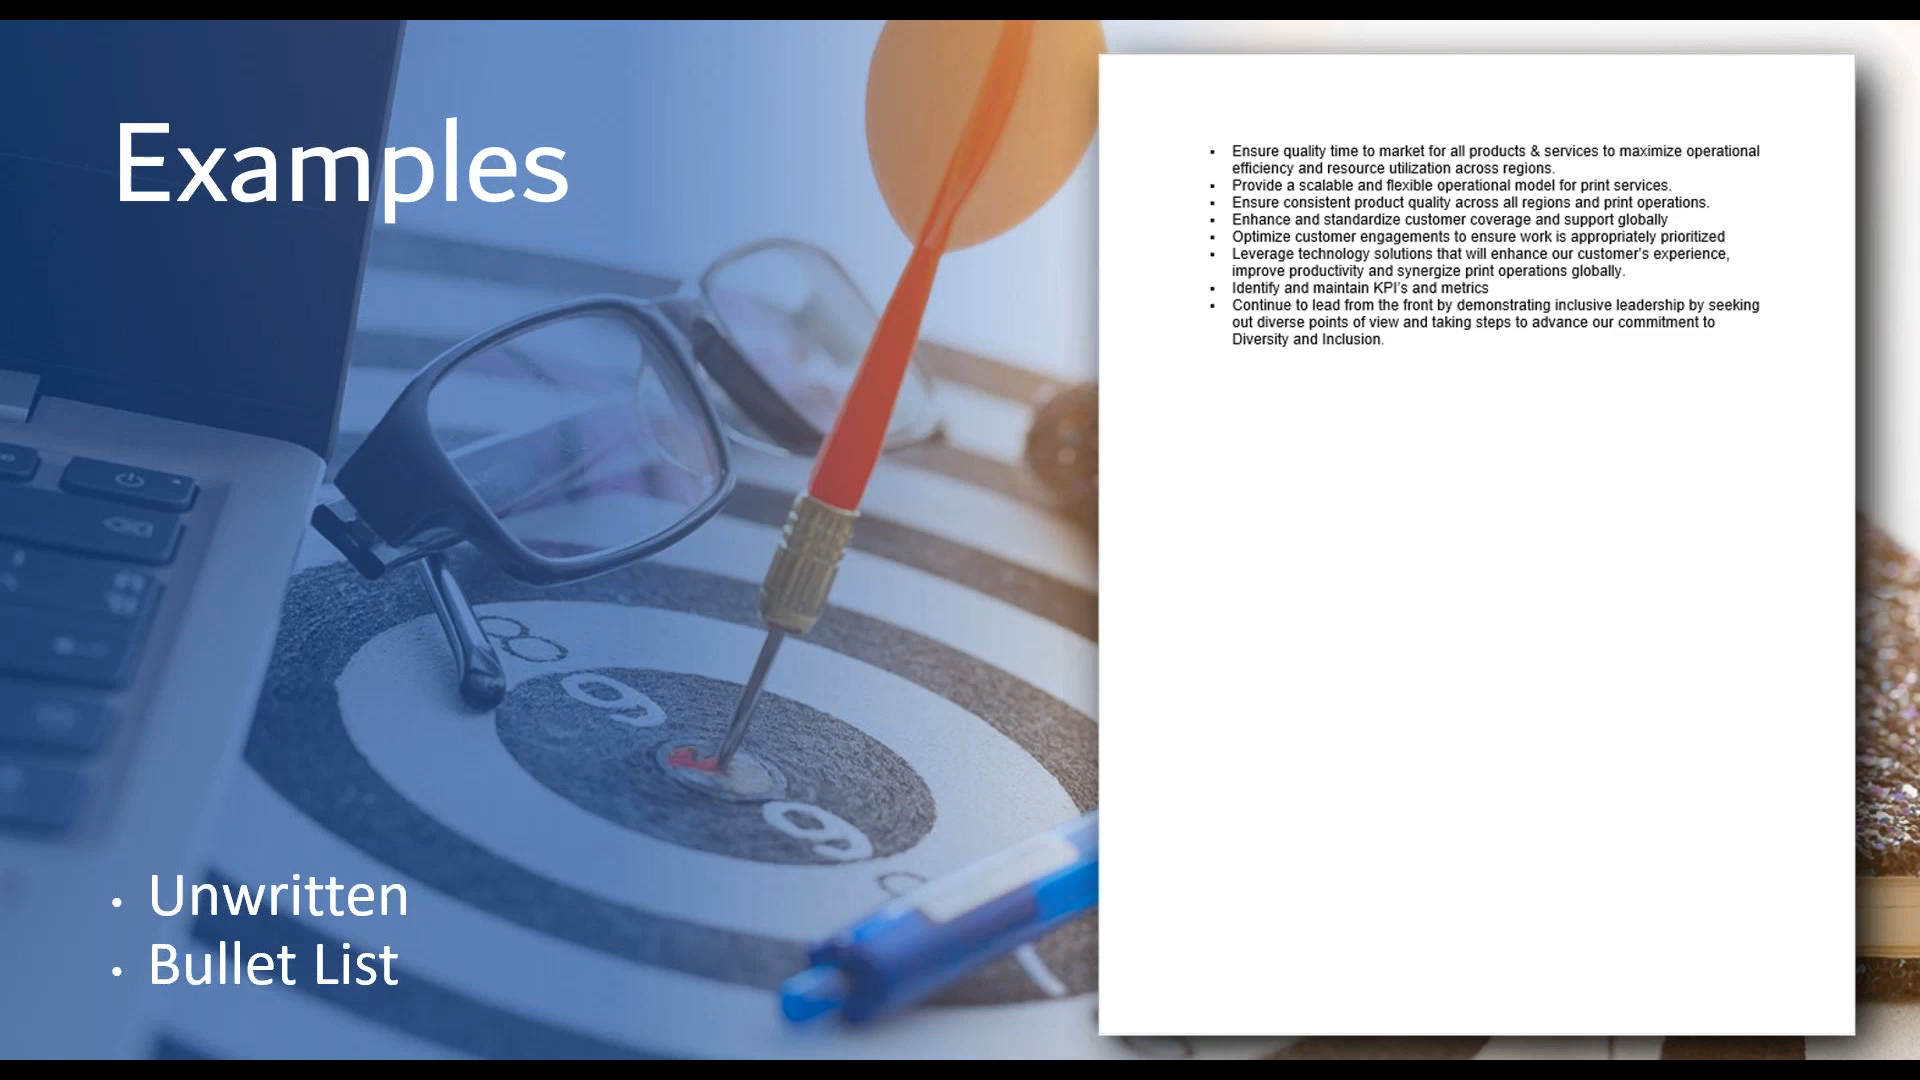 Examples
• Unwritten
• Bullet List
▪ Ensure quality time to market for all products & services to maximize operational
efficiency and resource utilization across regions.
▪ Provide a scalable and flexible operational model for print services.
▪ Ensure consistent product quality across all regions and print operations.
▪ Enhance and standardize customer coverage and support globally
▪ Optimize customer engagements to ensure work is appropriately prioritized
▪ Leverage technology solutions that will enhance our customer's experience,
improve productivity and synergize print operations globally.
▪ Identify and maintain KPI's and metrics
▪ Continue to lead from the front by demonstrating inclusive leadership by seeking
out diverse points of view and taking steps to advance our commitment to
Diversity and Inclusion.
8
9
9